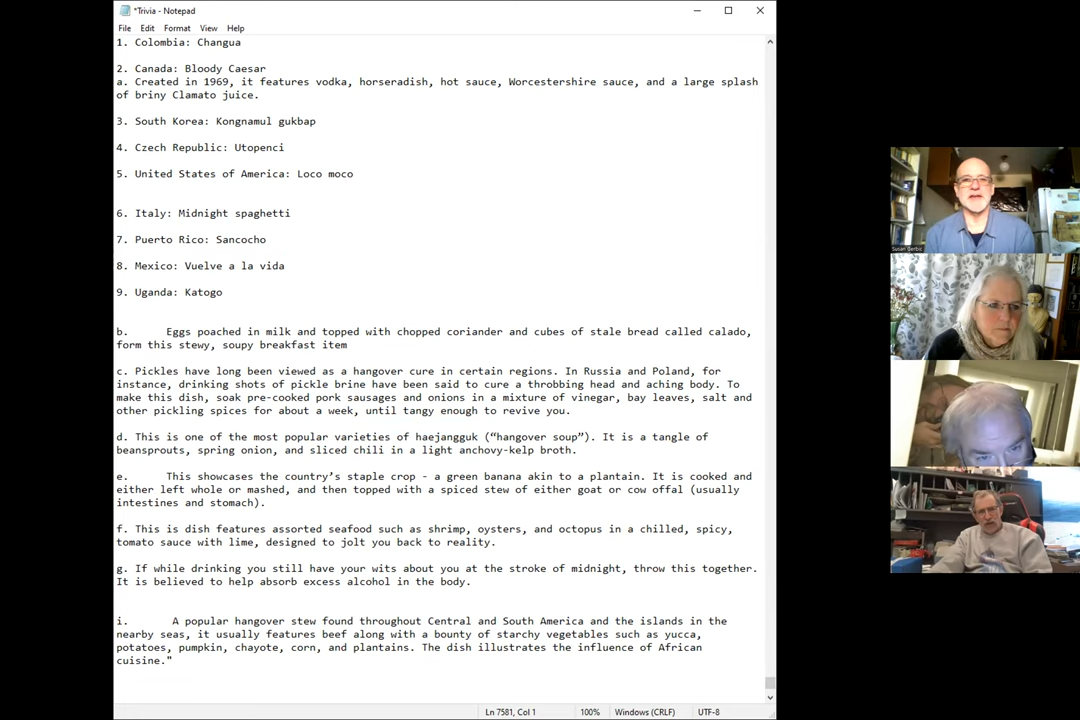 *Trivia - Notepad
File Edit Format View Help
1. Colombia: Changua
2. Canada: Bloody Caesar
a. Created in 1969, it features vodka, horseradish, hot sauce, Worcestershire sauce, and a large splash
of briny Clamato juice.
3. South Korea: Kongnamul gukbap
4. Czech Republic: Utopenci
5. United States of America: Loco moco
6. Italy: Midnight spaghetti
7. Puerto Rico: Sancocho
8. Mexico: Vuelve a la vida
9. Uganda: Katogo
b. Eggs poached in milk and topped with chopped coriander and cubes of stale bread called calado,
form this stewy, soupy breakfast item
c. Pickles have long been viewed as a hangover cure in certain regions. In Russia and Poland, for
instance, drinking shots of pickle brine have been said to cure a throbbing head and aching body. To
make this dish, soak pre-cooked pork sausages and onions in a mixture of vinegar, bay leaves, salt and
other pickling spices for about a week, until tangy enough to revive you.
d. This is one of the most popular varieties of haejangguk (“hangover soup”). It is a tangle of
beansprouts, spring onion, and sliced chili in a light anchovy-kelp broth.
e. This showcases the country’s staple crop - a green banana akin to a plantain. It is cooked and
either left whole or mashed, and then topped with a spiced stew of either goat or cow offal (usually
intestines and stomach).
f. This is dish features assorted seafood such as shrimp, oysters, and octopus in a chilled, spicy,
tomato sauce with lime, designed to jolt you back to reality.
g. If while drinking you still have your wits about you at the stroke of midnight, throw this together.
It is believed to help absorb excess alcohol in the body.
i. A popular hangover stew found throughout Central and South America and the islands in the
nearby seas, it usually features beef along with a bounty of starchy vegetables such as yucca,
potatoes, pumpkin, chayote, corn, and plantains. The dish illustrates the influence of African
cuisine."
Ln 7581, Col 1 100% Windows (CRLF) UTF-8
Susan Gerbic